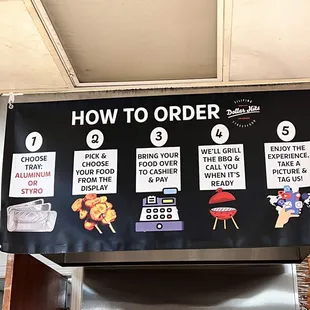 HOW TO ORDER
FILIPINO
Dollar Hits
STREETFOOD
1
CHOOSE
TRAY:
ALUMINUM
OR
STYRO
2
PICK &
CHOOSE
YOUR FOOD
FROM THE
DISPLAY
3
BRING YOUR
FOOD OVER
TO CASHIER
& PAY
4
WE'LL GRILL
THE BBQ &
CALL YOU
WHEN IT'S
READY
5
ENJOY THE
EXPERIENCE.
TAKE A
PICTURE &
TAG US!